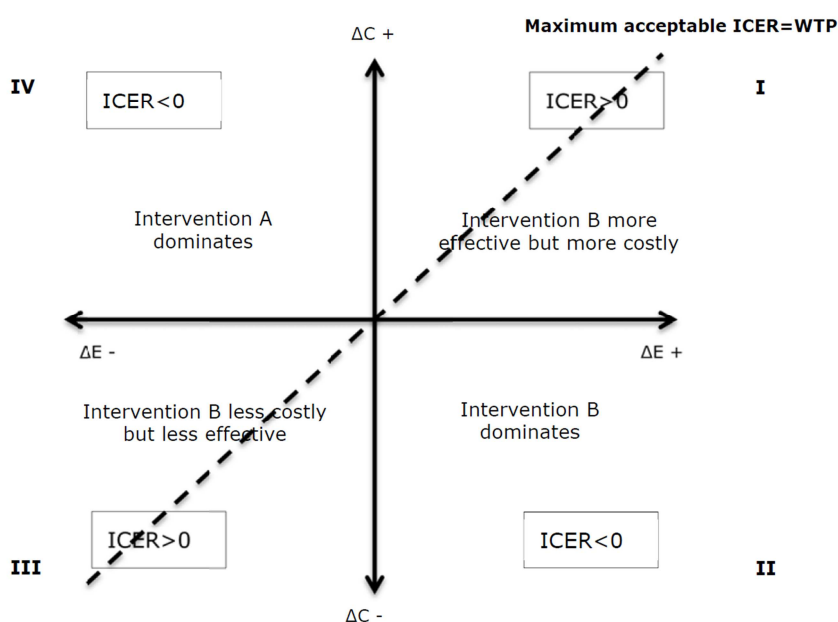 Maximum acceptable ICER=WTP
ΔC +
IV
ICER<0
ICER>0
I
Intervention A
dominates
Intervention B more
effective but more costly
ΔE -
ΔE +
Intervention B less costly
but less effective
Intervention B
dominates
ICER>0
ICER<0
III
II
ΔC -